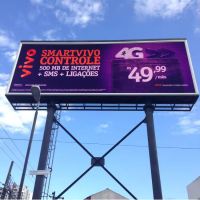 vivo
SMARTVIVO
CONTROLE
500 MB DE INTERNET
+ SMS + LIGAÇÕES
4G
R$ 49,99
/mês